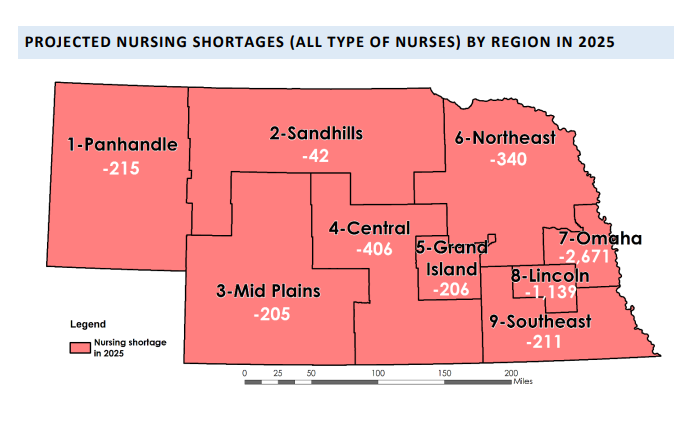 PROJECTED NURSING SHORTAGES (ALL TYPE OF NURSES) BY REGION IN 2025
1-Panhandle
-215
2-Sandhills
-42
6-Northeast
-340
4-Central
-406
5-Grand
Island
-206
7-Omaha
-2,671
8-Lincoln
-1,139
3-Mid Plains
-205
9-Southeast
-211
Legend
Nursing shortage
in 2025
0 25 50 100 150 200
Miles